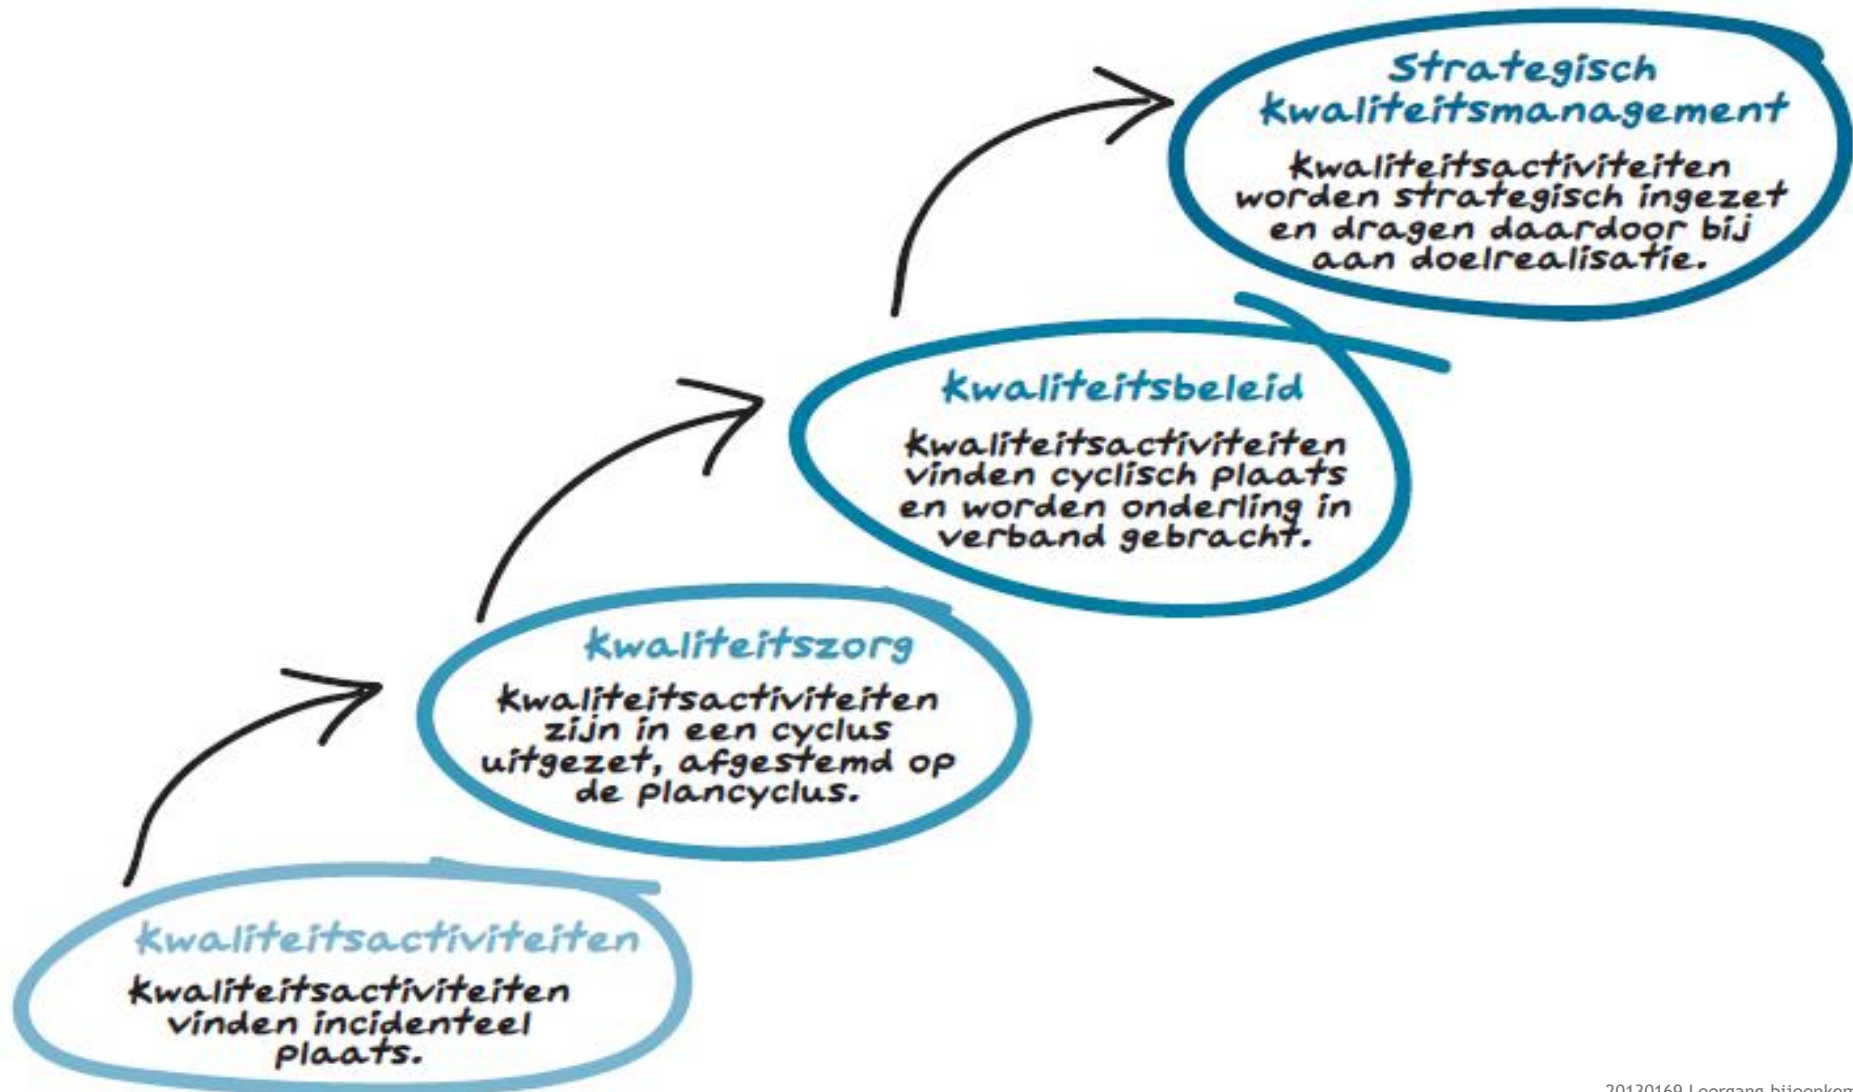 Strategisch
kwaliteitsmanagement
kwaliteitsactiviteiten
worden strategisch ingezet
en dragen daardoor bij
aan doelrealisatie.
kwaliteitsbeleid
kwaliteitsactiviteiten
vinden cyclisch plaats
en worden onderling in
verband gebracht.
kwaliteitszorg
kwaliteitsactiviteiten
zijn in een cyclus
uitgezet, afgestemd op
de plancyclus.
kwaliteitsactiviteiten
kwaliteitsactiviteiten
vinden incidenteel
plaats.